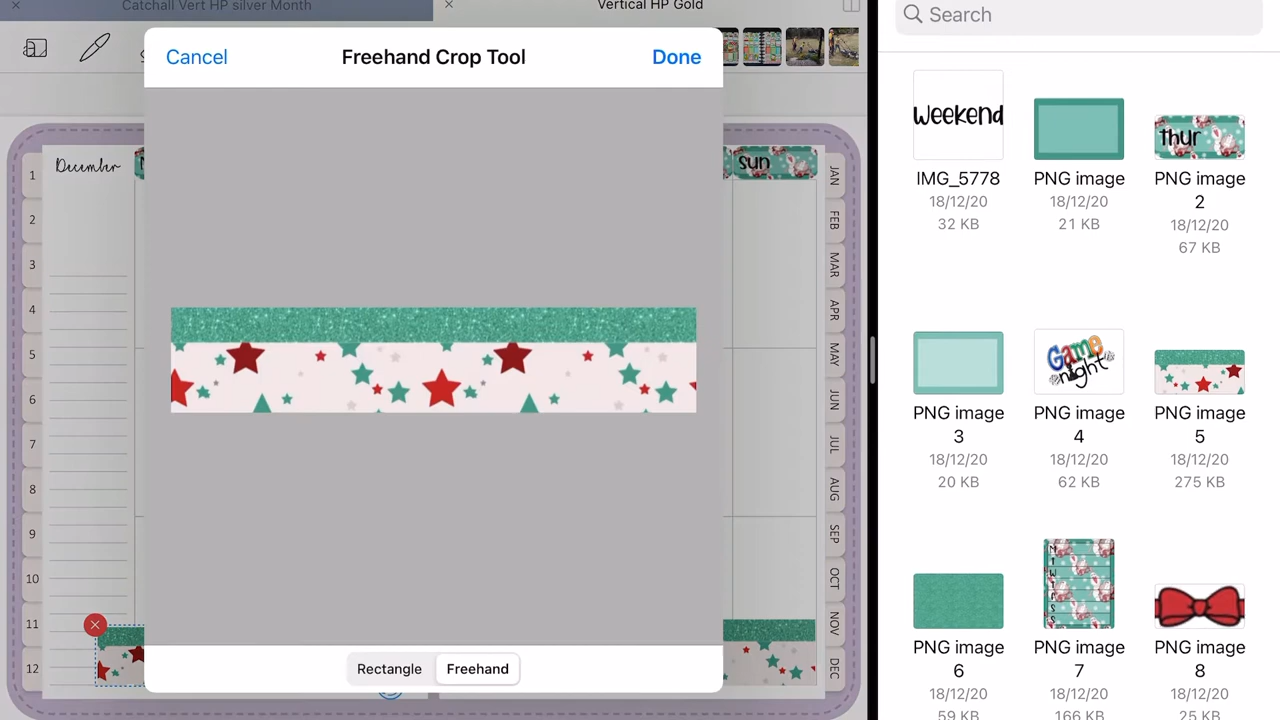 Catchall Vert HP silver Month
Vertical HP Gold
Cancel
Freehand Crop Tool
Done
December
Sun
1
2
3
4
5
6
7
8
9
10
11
12
JAN
FEB
MAR
APR
MAY
JUN
JUL
AUG
SEP
OCT
NOV
DEC
Rectangle
Freehand
Search
Weekend
Thur
IMG_5778
PNG image
PNG image
2
18/12/20
18/12/20
18/12/20
32 KB
21 KB
67 KB
Game
night
PNG image
3
PNG image
4
PNG image
5
18/12/20
18/12/20
18/12/20
20 KB
62 KB
275 KB
M
T
W
T
F
S
S
PNG image
6
PNG image
7
PNG image
8
18/12/20
18/12/20
18/12/20
59 KB
166 KB
25 KB